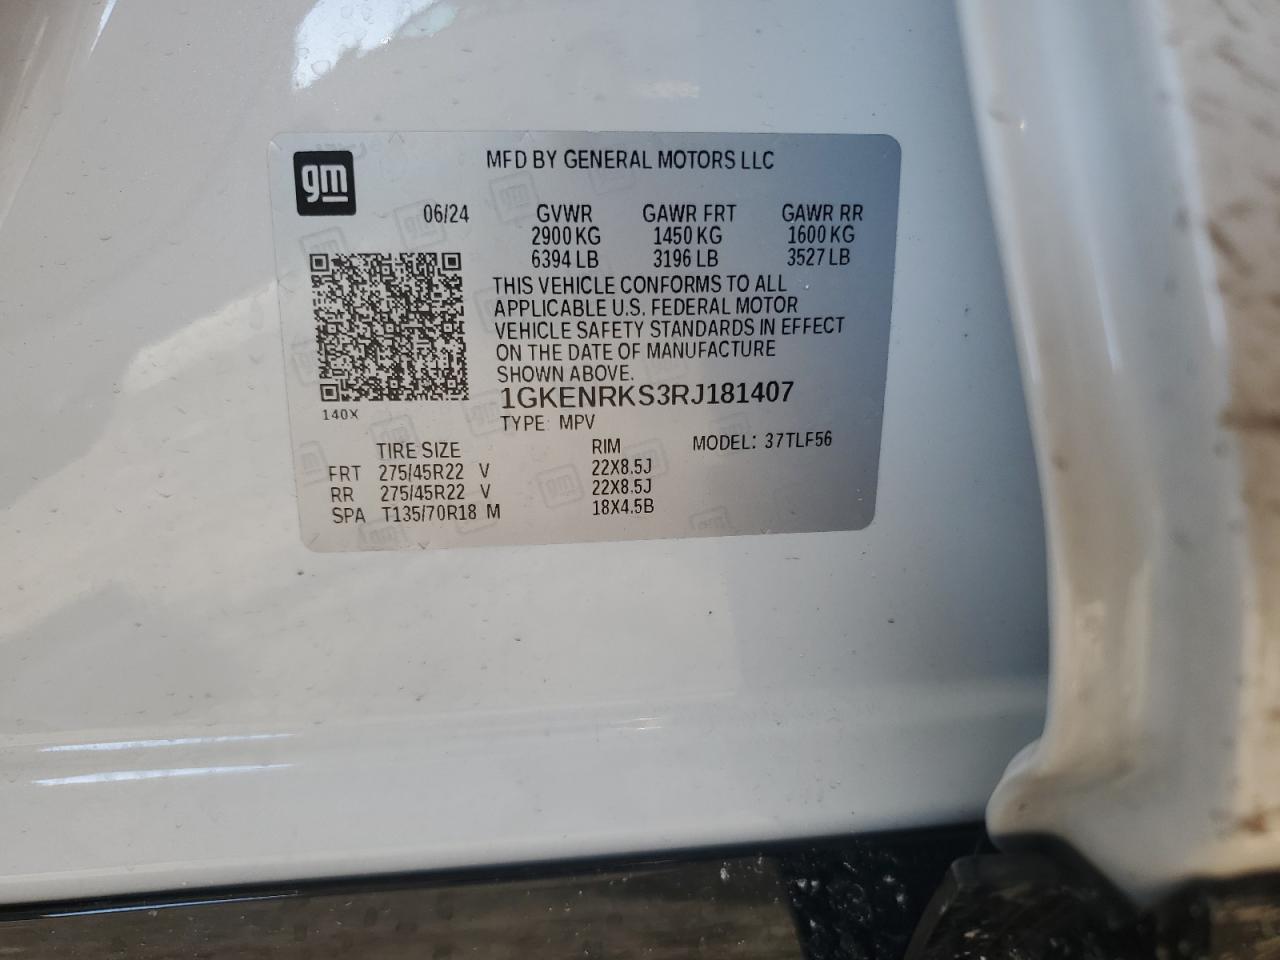 gm
MFD BY GENERAL MOTORS LLC
06/24 GVWR GAWR FRT GAWR RR
2900 KG 1450 KG 1600 KG
6394 LB 3196 LB 3527 LB
THIS VEHICLE CONFORMS TO ALL
APPLICABLE U.S. FEDERAL MOTOR
VEHICLE SAFETY STANDARDS IN EFFECT
ON THE DATE OF MANUFACTURE
SHOWN ABOVE.
1GKENRKS3RJ181407
140X
TYPE: MPV
TIRE SIZE RIM MODEL: 37TLF56
FRT 275/45R22 V 22X8.5J
RR 275/45R22 V 22X8.5J
SPA T135/70R18 M 18X4.5B